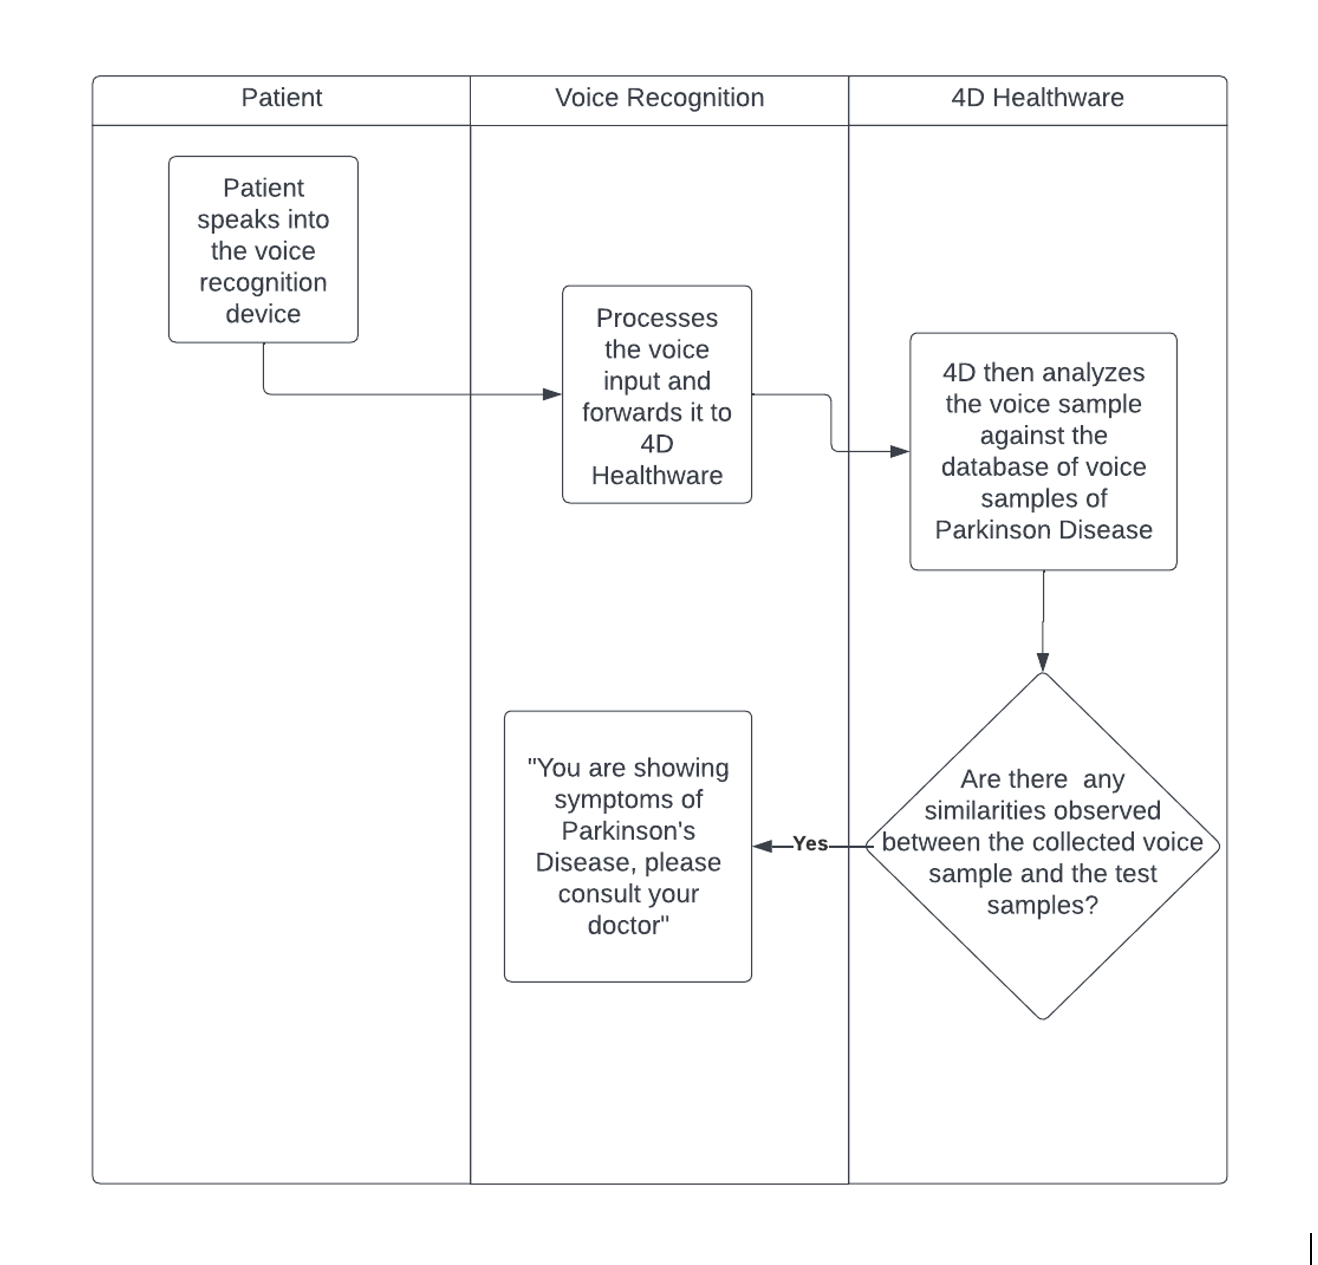 Patient
Voice Recognition
4D Healthware
Patient
speaks into
the voice
recognition
device
Processes
the voice
input and
forwards it to
4D
Healthware
4D then analyzes
the voice sample
against the
database of voice
samples of
Parkinson Disease
Are there  any
similarities observed
between the collected voice
sample and the test
samples?
Yes
"You are showing
symptoms of
Parkinson's
Disease, please
consult your
doctor"